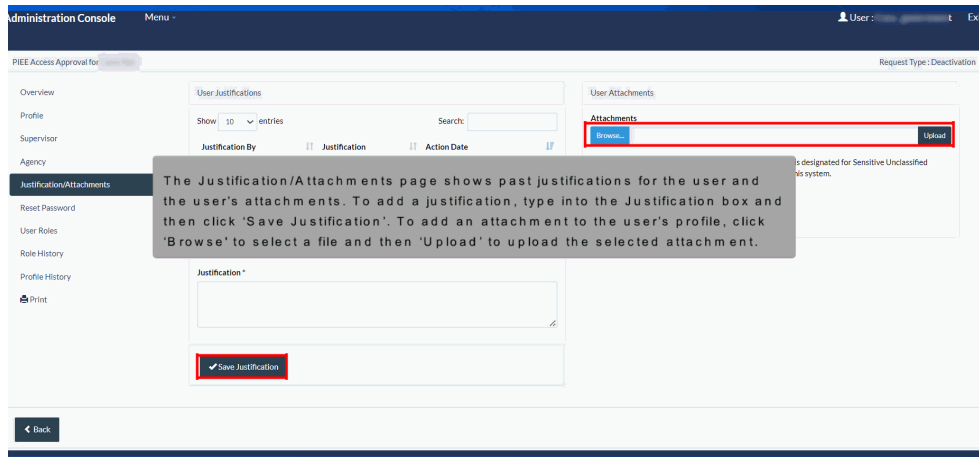 Administration Console Menu User : t Ex
PIEE Access Approval for Request Type : Deactivation
Overview
Profile
Supervisor
Agency
Justification/Attachments
Reset Password
User Roles
Role History
Profile History
Print
User Justifications
Show 10 entries Search:
Justification By Justification Action Date
Justification *
Save Justification
User Attachments
Attachments
Browse... Upload
is designated for Sensitive Unclassified
his system.
The Justification/Attachments page shows past justifications for the user and
the user's attachments. To add a justification, type into the Justification box and
then click 'Save Justification'. To add an attachment to the user's profile, click
'Browse' to select a file and then 'Upload' to upload the selected attachment.
Back